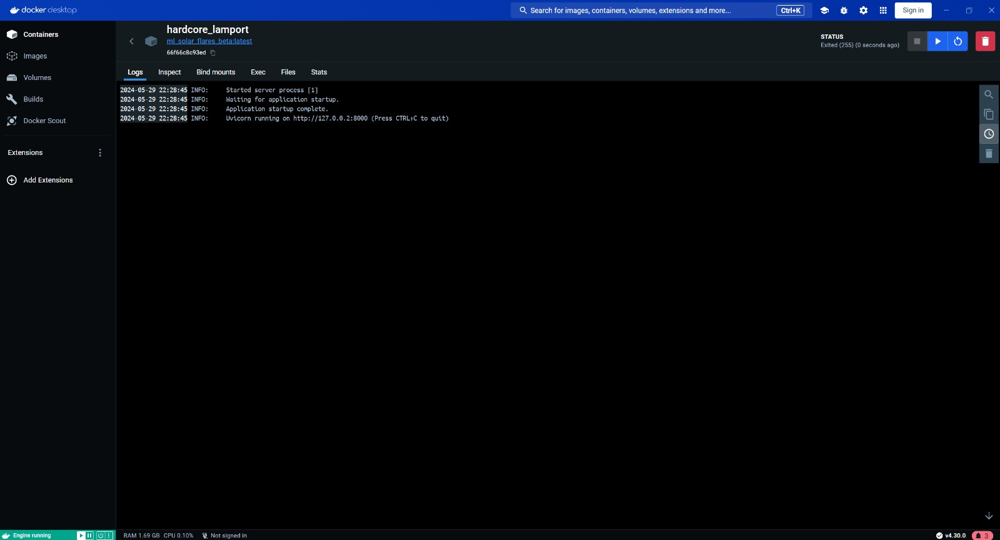 docker desktop
Search for images, containers, volumes, extensions and more...
Ctrl+K
Sign in
Containers
Images
Volumes
Builds
Docker Scout
Extensions
Add Extensions
hardcore_lamport
ml_solar_flares_beta:latest
66f66c8c93ed
STATUS
Exited (255) (0 seconds ago)
Logs Inspect Bind mounts Exec Files Stats
2024-05-29 22:28:45 INFO: Started server process [1]
2024-05-29 22:28:45 INFO: Waiting for application startup.
2024-05-29 22:28:45 INFO: Application startup complete.
2024-05-29 22:28:45 INFO: Uvicorn running on http://127.0.0.2:8000 (Press CTRL+C to quit)
Engine running
RAM 1.69 GB CPU 0.10% Not signed in
v4.30.0
3